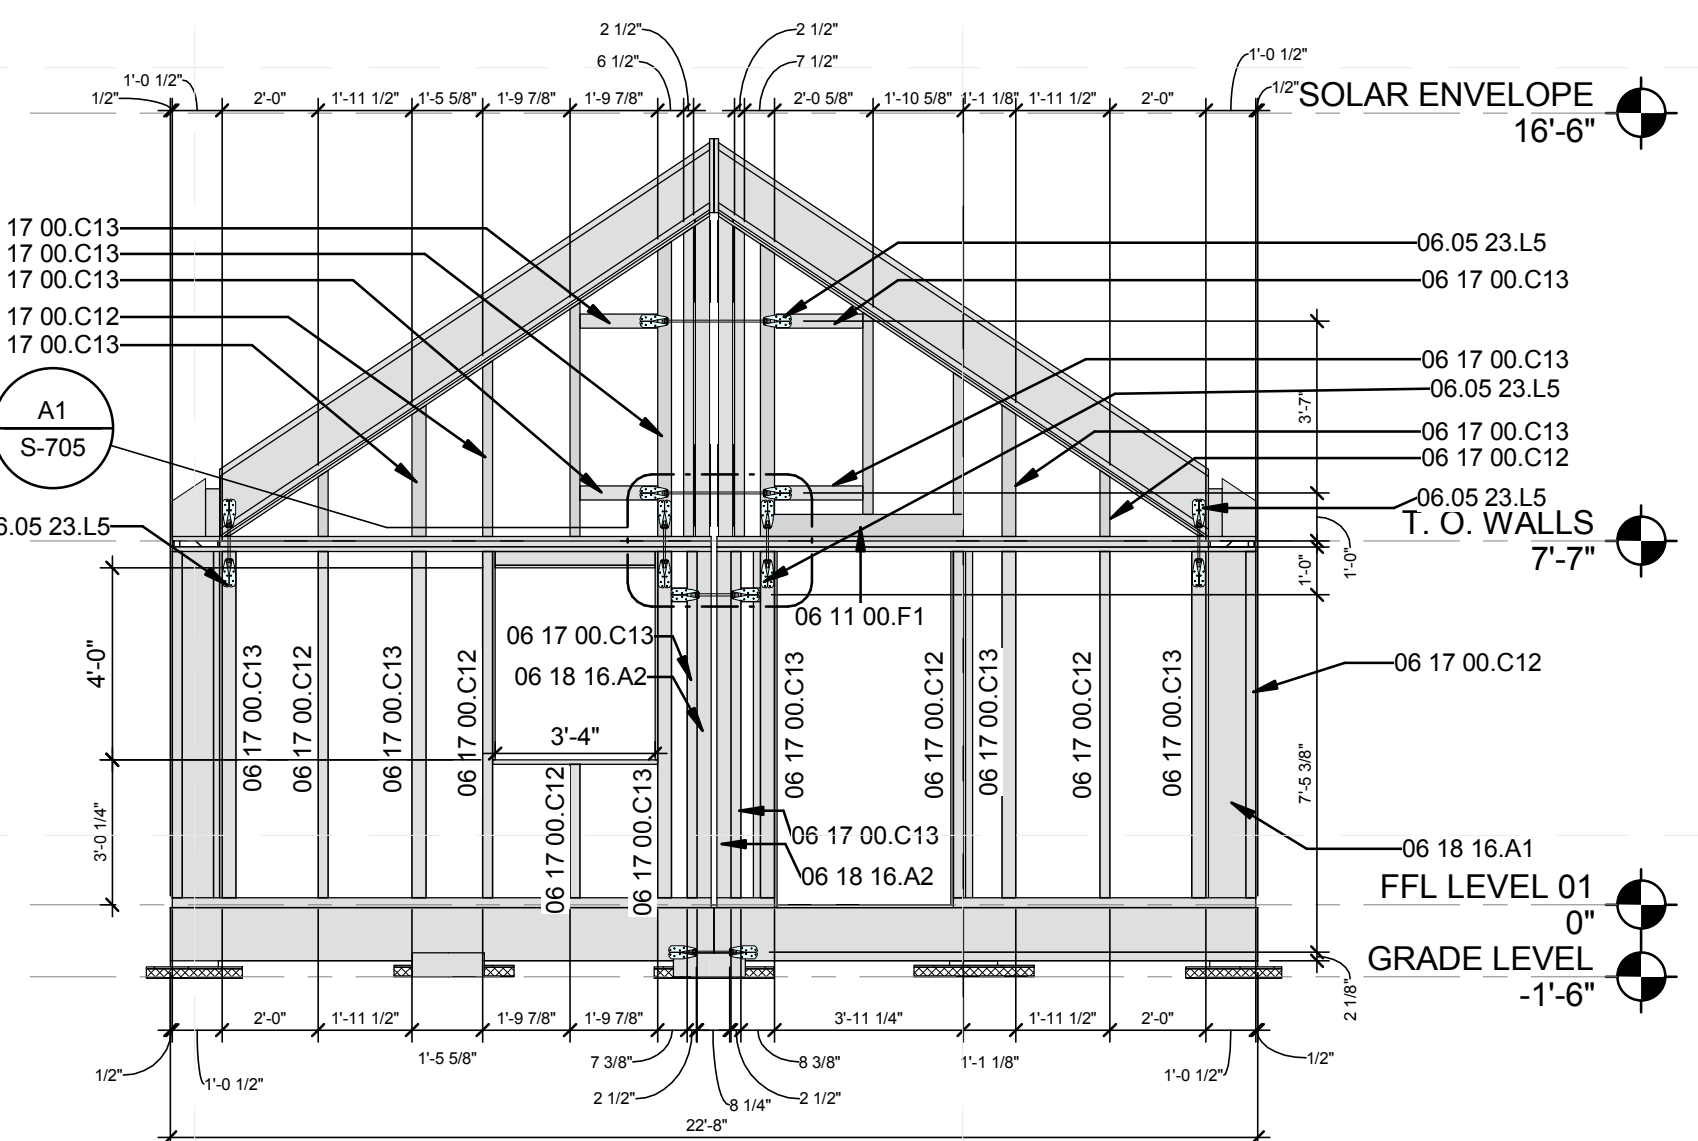 2 1/2" 2 1/2"
6 1/2" 7 1/2"
1'-0 1/2" 1'-0 1/2"
1/2" 2'-0" 1'-11 1/2" 1'-5 5/8" 1'-9 7/8" 1'-9 7/8" 2'-0 5/8" 1'-10 5/8" 1'-1 1/8" 1'-11 1/2" 2'-0" 1/2"
SOLAR ENVELOPE
16'-6"
17 00.C13
17 00.C13
17 00.C13
17 00.C12
17 00.C13
A1
S-705
.05 23.L5
06.05 23.L5
06 17 00.C13
06 17 00.C13
06.05 23.L5
06 17 00.C13
06 17 00.C12
06.05 23.L5
T. O. WALLS
7'-7"
3'-7"
1'-0"
1'-0"
7'-5 3/8"
2 1/8"
4'-0"
3'-0 1/4"
06 11 00.F1
06 17 00.C13
06 18 16.A2
3'-4"
06 17 00.C13
06 17 00.C12
06 17 00.C13
06 17 00.C12
06 17 00.C12
06 17 00.C13
06 17 00.C13
06 17 00.C12
06 17 00.C13
06 17 00.C12
06 17 00.C13
06 17 00.C12
06 17 00.C13
06 18 16.A2
06 18 16.A1
FFL LEVEL 01
0"
GRADE LEVEL
-1'-6"
2'-0" 1'-11 1/2" 1'-9 7/8" 1'-9 7/8" 3'-11 1/4" 1'-11 1/2" 2'-0"
1'-5 5/8" 7 3/8" 8 3/8" 1'-1 1/8" 1/2"
1/2" 1'-0 1/2" 1'-0 1/2"
2 1/2" 8 1/4" 2 1/2"
22'-8"